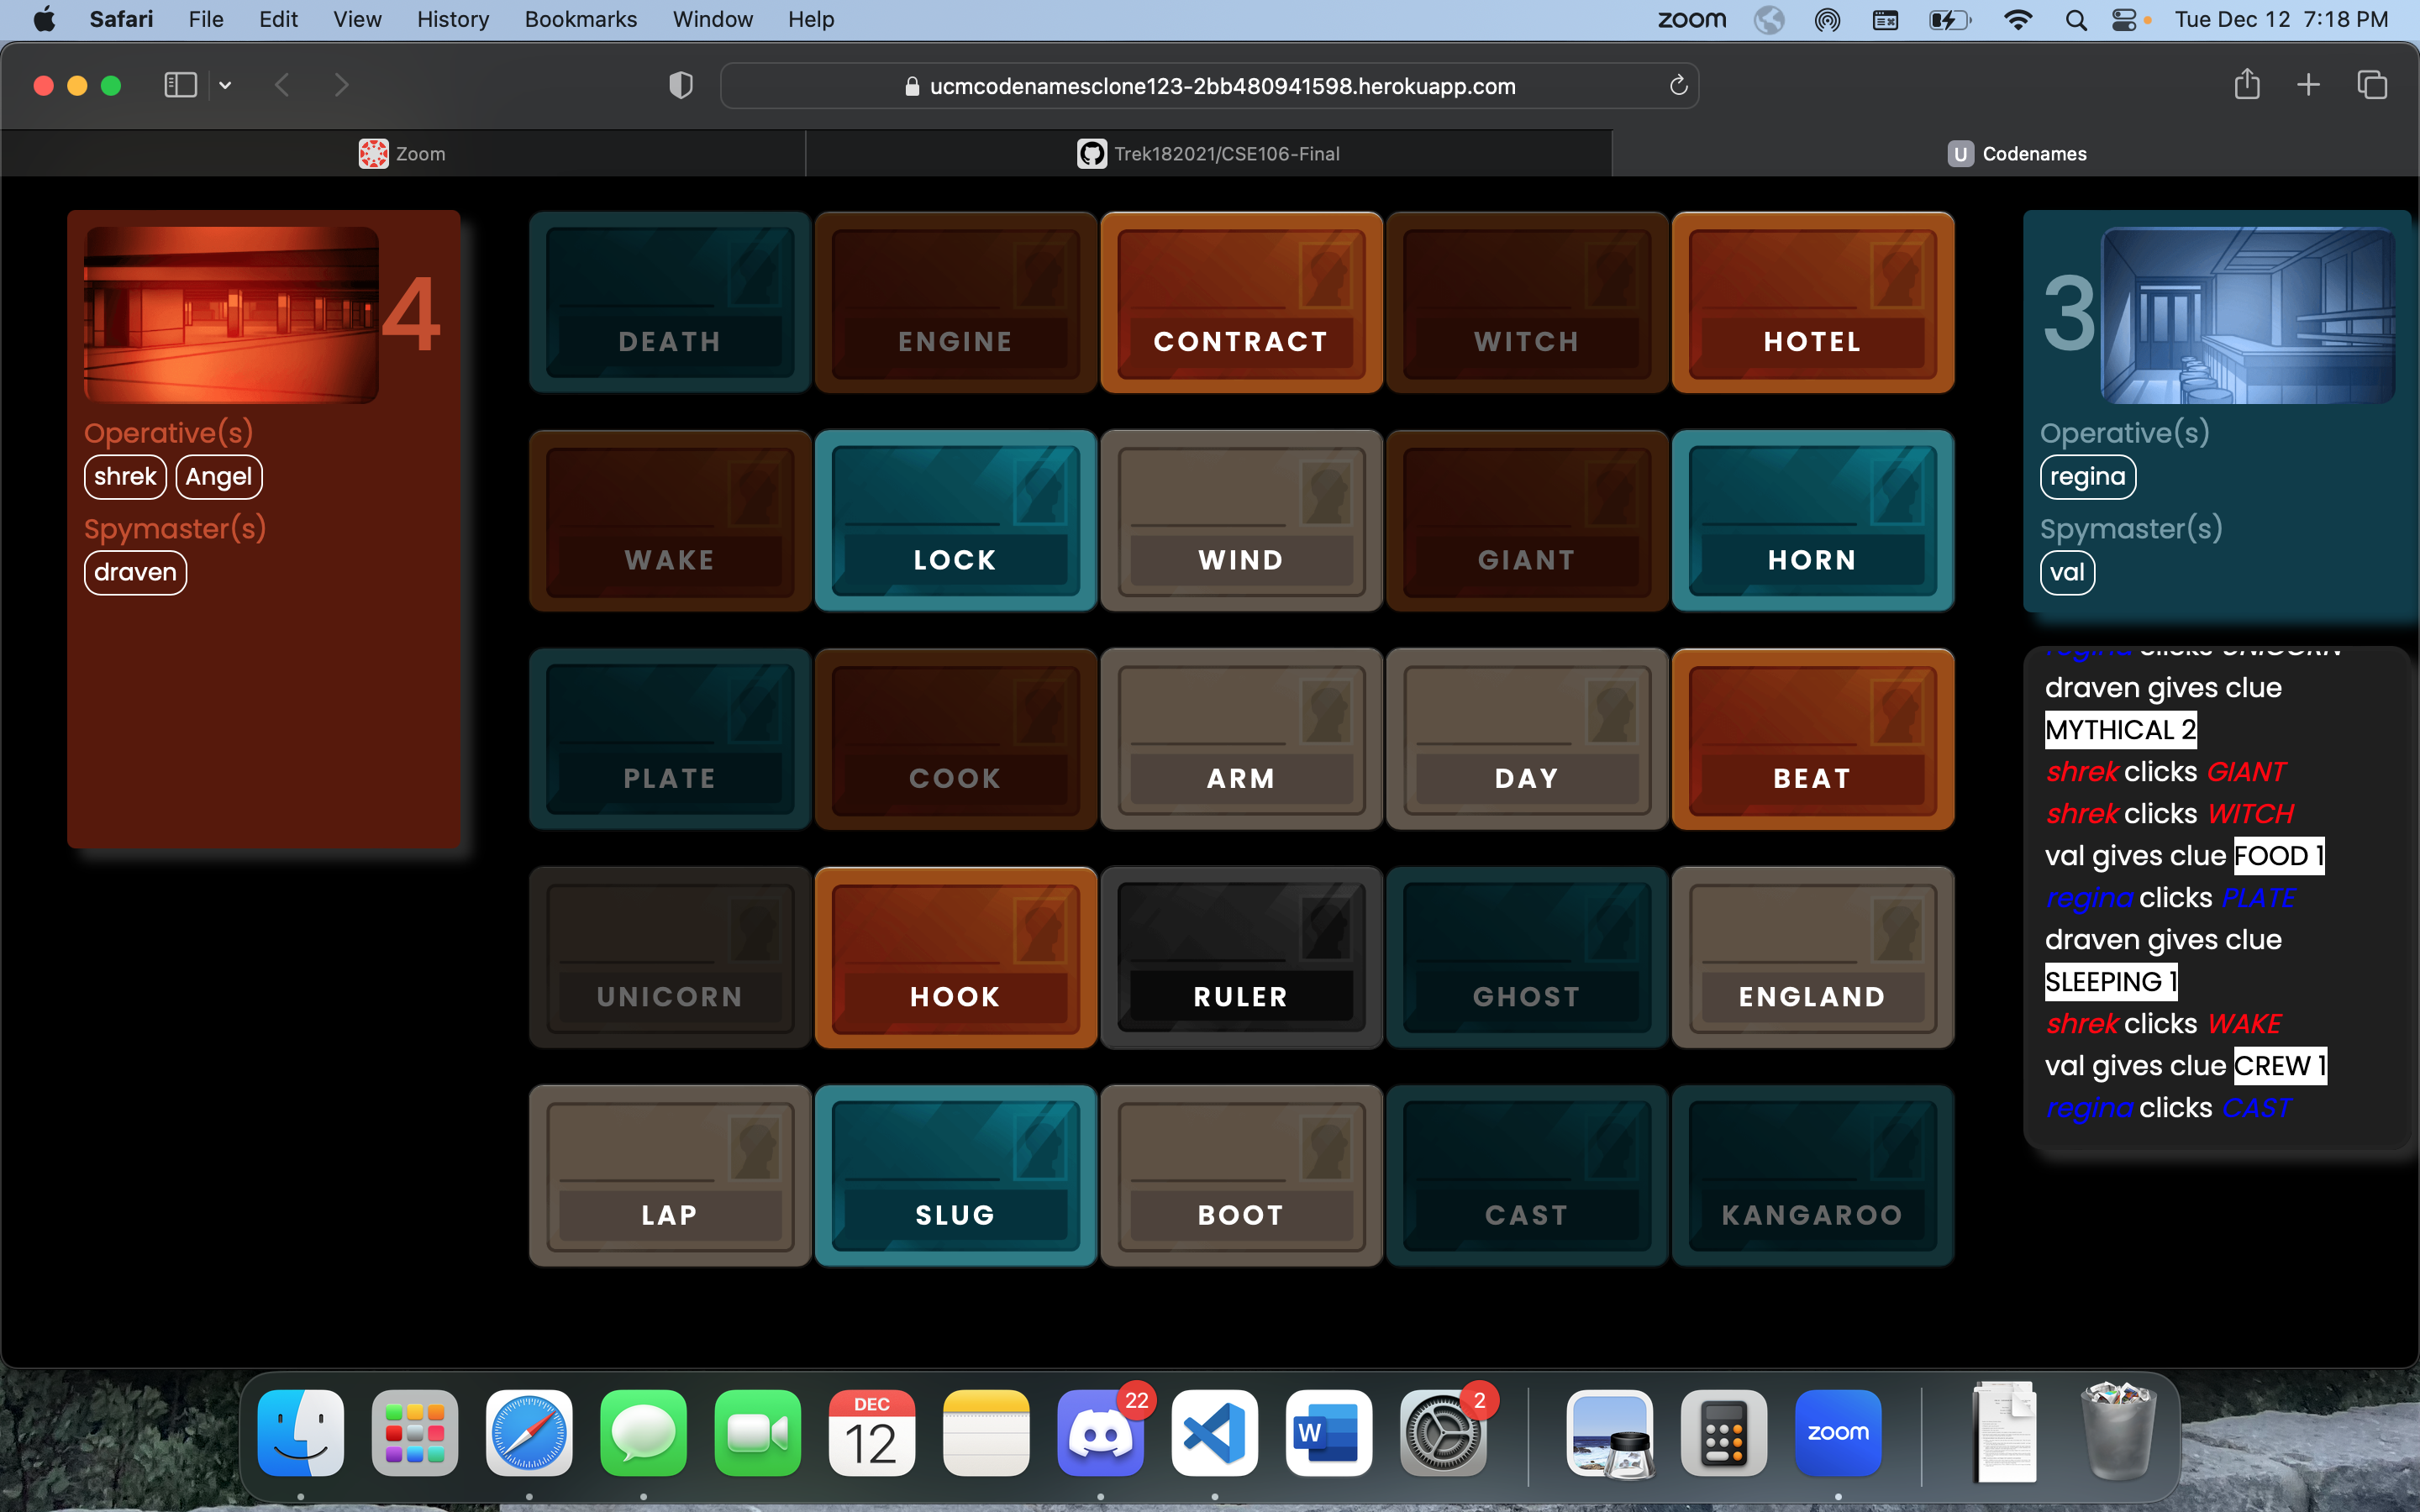 Safari File Edit View History Bookmarks Window Help zoom Tue Dec 12 7:18 PM
ucmcodenamesclone123-2bb480941598.herokuapp.com
Zoom Trek182021/CSE106-Final U Codenames
4
Operative(s)
shrek Angel
Spymaster(s)
draven
DEATH ENGINE CONTRACT WITCH HOTEL
WAKE LOCK WIND GIANT HORN
PLATE COOK ARM DAY BEAT
UNICORN HOOK RULER GHOST ENGLAND
LAP SLUG BOOT CAST KANGAROO
3
Operative(s)
regina
Spymaster(s)
val
regina clicks UNICORN
draven gives clue
MYTHICAL 2
shrek clicks GIANT
shrek clicks WITCH
val gives clue FOOD 1
regina clicks PLATE
draven gives clue
SLEEPING 1
shrek clicks WAKE
val gives clue CREW 1
regina clicks CAST
DEC
12
22
W
2
zoom